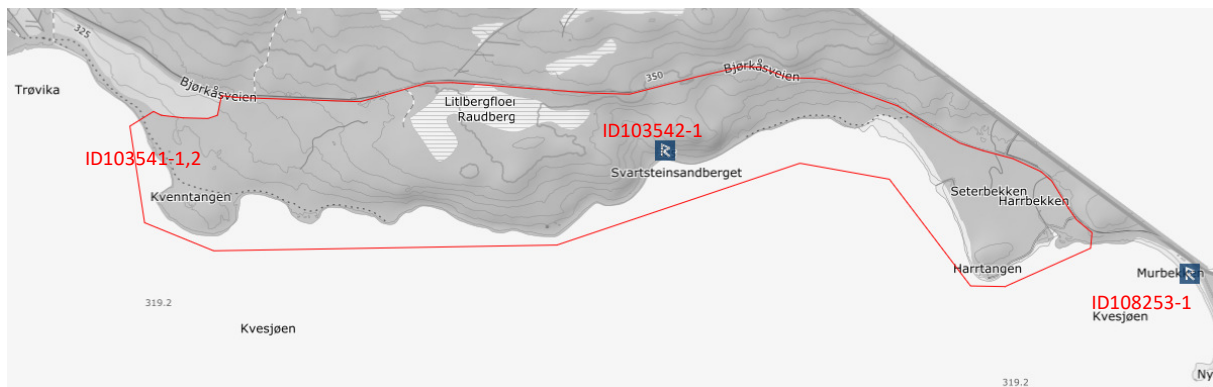 325
Trøvika
Bjørkåsveien
350
Bjørkåsveien
Litlbergfloei
Raudberg
ID103542-1
ID103541-1,2
Svartsteinsandberget
Kvenntangen
Seterbekken
Harrbekken
Harrtangen
Murbekken
ID108253-1
319.2
Kvesjøen
Kvesjøen
Ny
319.2